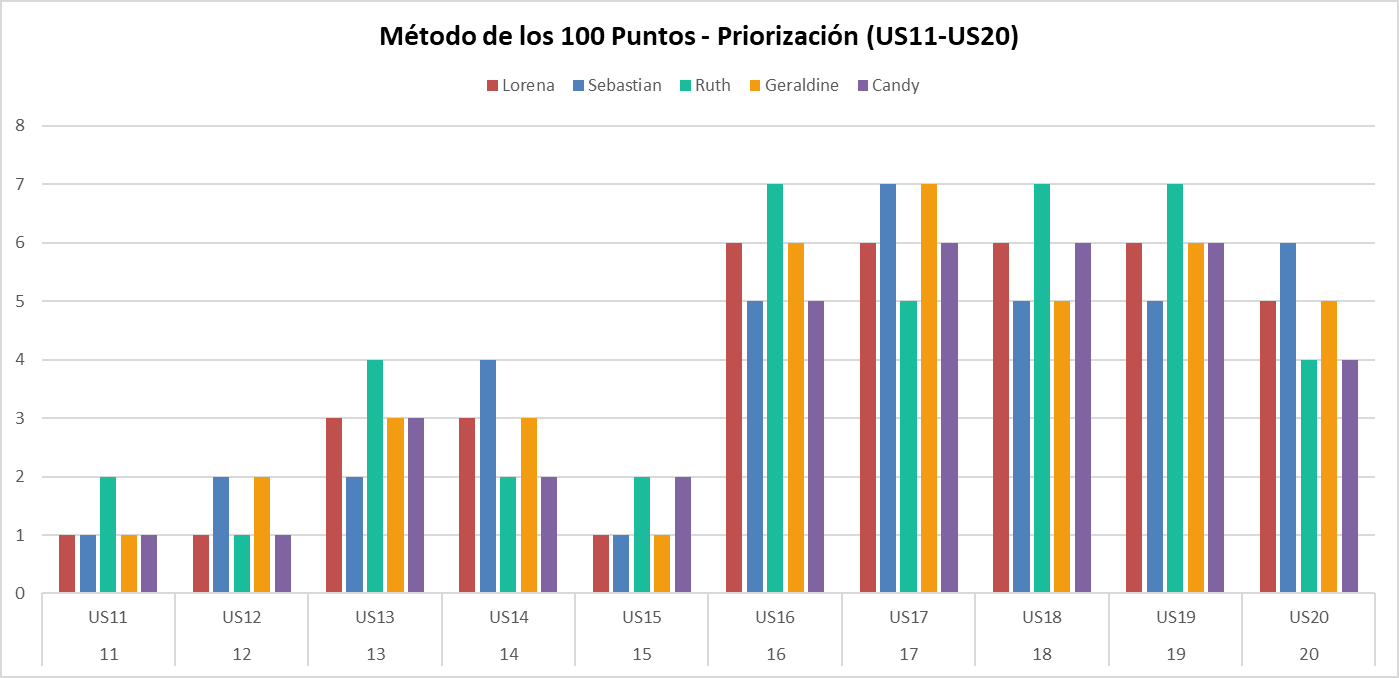 Método de los 100 Puntos - Priorización (US11-US20)
Lorena Sebastian Ruth Geraldine Candy
8
7
6
5
4
3
2
1
0
US11 US12 US13 US14 US15 US16 US17 US18 US19 US20
11 12 13 14 15 16 17 18 19 20